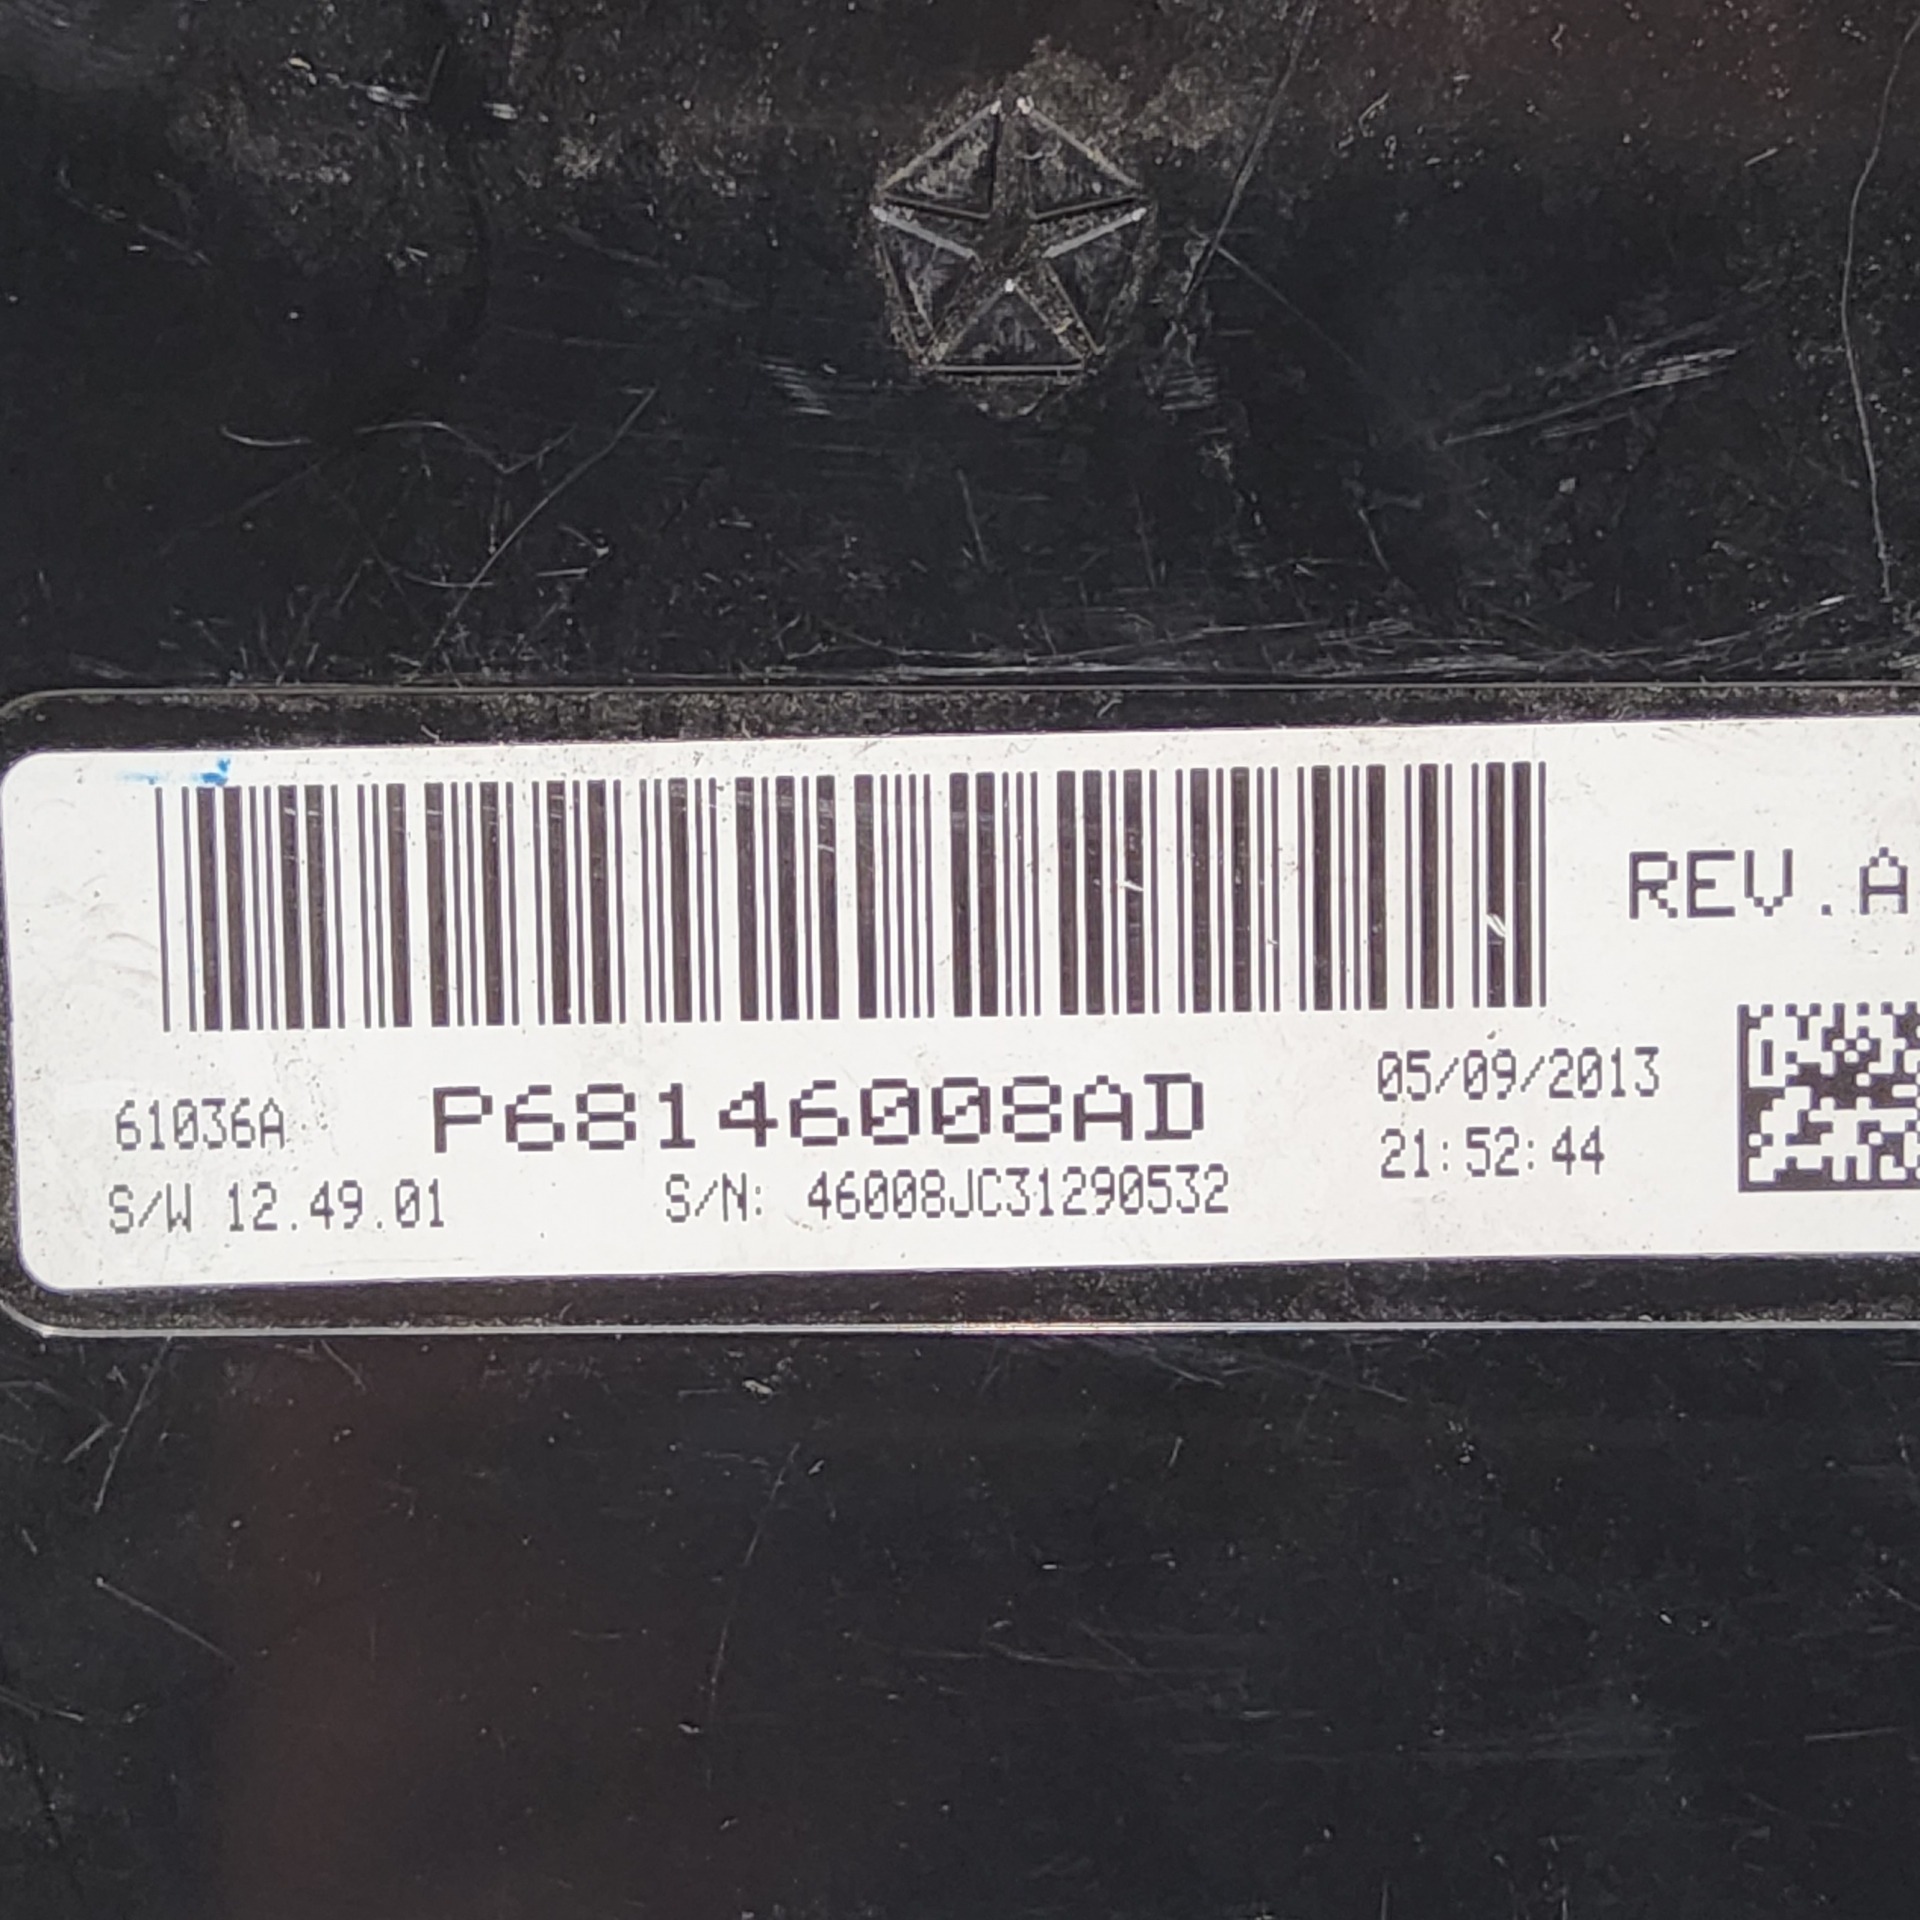 REV.A
61036A P68146008AD 05/09/2013
S/W 12.49.01 S/N: 46008JC31290532 21:52:44